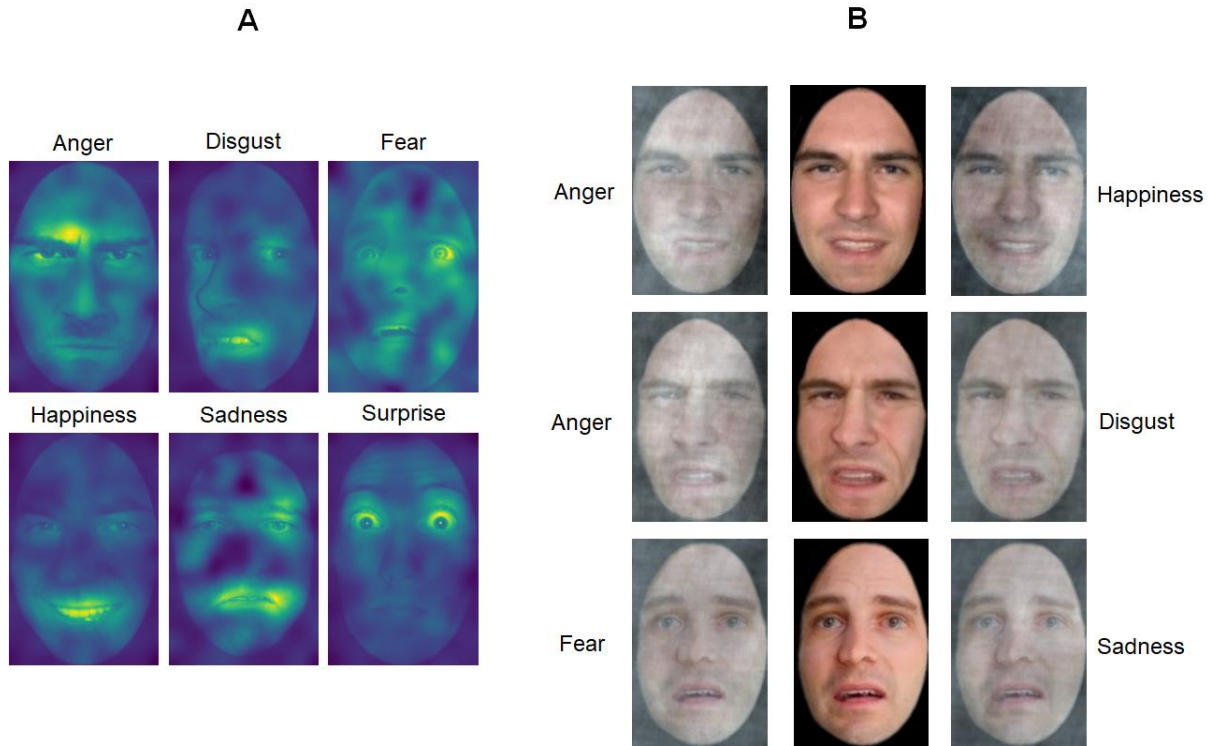 A
B
Anger
Disgust
Fear
Happiness
Sadness
Surprise
Anger
Happiness
Anger
Disgust
Fear
Sadness